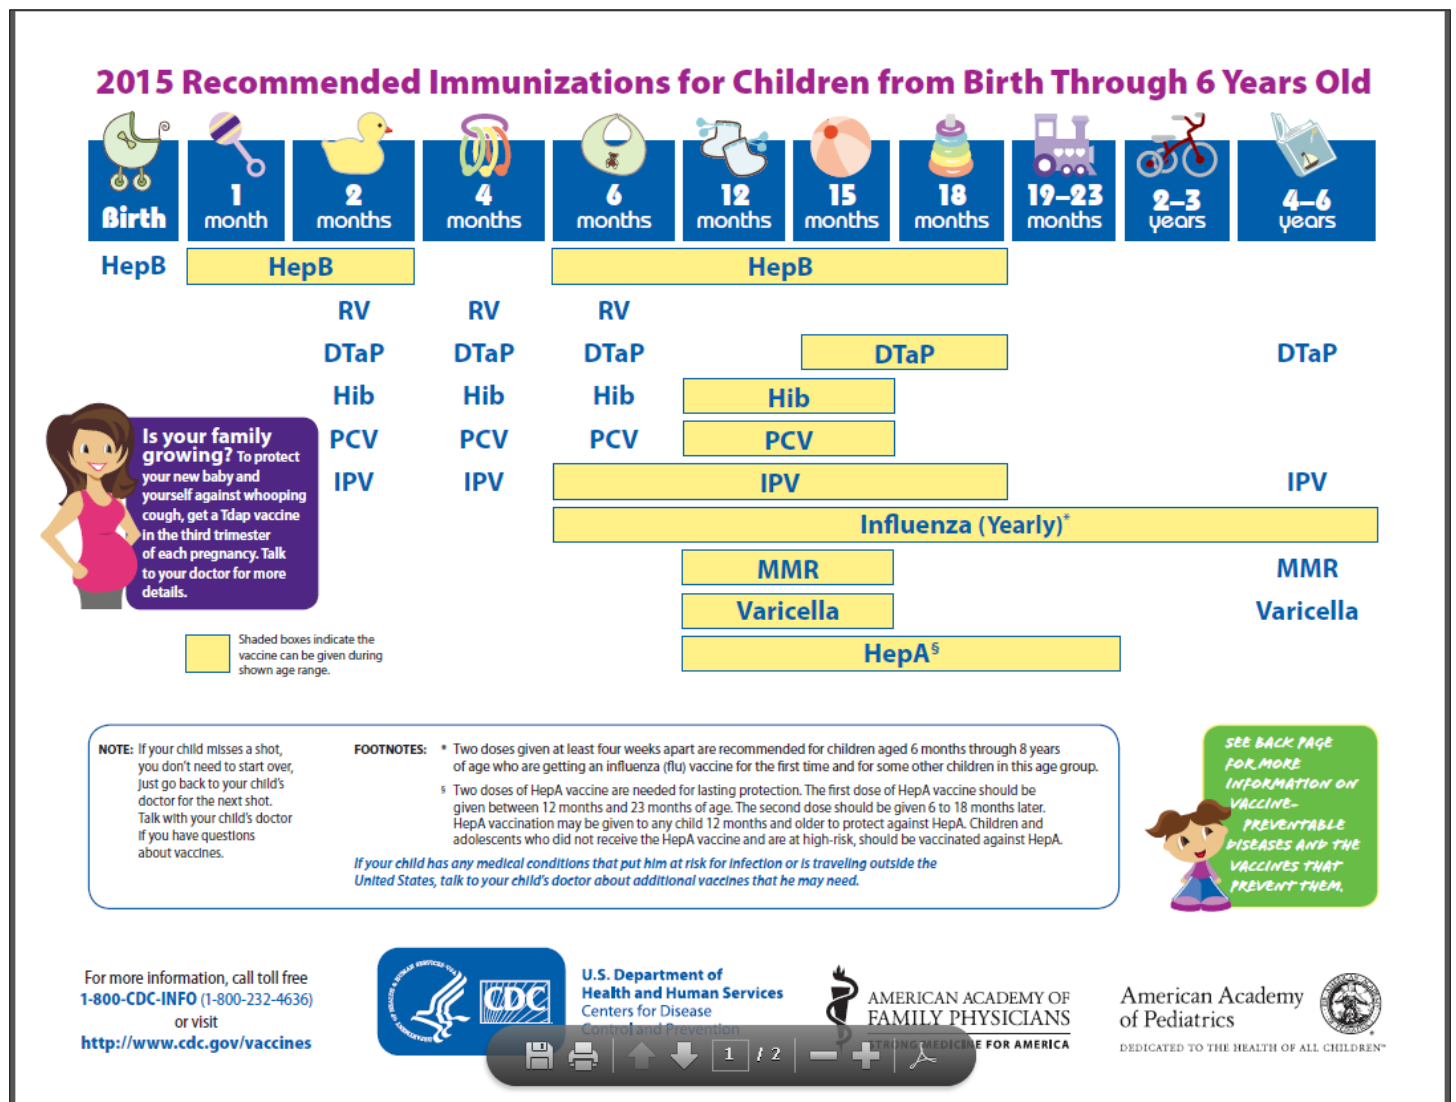 2015 Recommended Immunizations for Children from Birth Through 6 Years Old
Birth
1
month
2
months
4
months
6
months
12
months
15
months
18
months
19–23
months
2–3
years
4–6
years
HepB
HepB
HepB
RV
RV
RV
DTaP
DTaP
DTaP
DTaP
DTaP
Hib
Hib
Hib
Hib
PCV
PCV
PCV
PCV
IPV
IPV
IPV
IPV
Influenza (Yearly)*
MMR
MMR
Varicella
Varicella
HepA§
Is your family
growing? To protect
your new baby and
yourself against whooping
cough, get a Tdap vaccine
in the third trimester
of each pregnancy. Talk
to your doctor for more
details.
Shaded boxes indicate the
vaccine can be given during
shown age range.
NOTE: If your child misses a shot,
you don't need to start over,
just go back to your child's
doctor for the next shot.
Talk with your child's doctor
if you have questions
about vaccines.
FOOTNOTES: * Two doses given at least four weeks apart are recommended for children aged 6 months through 8 years
of age who are getting an influenza (flu) vaccine for the first time and for some other children in this age group.
§ Two doses of HepA vaccine are needed for lasting protection. The first dose of HepA vaccine should be
given between 12 months and 23 months of age. The second dose should be given 6 to 18 months later.
HepA vaccination may be given to any child 12 months and older to protect against HepA. Children and
adolescents who did not receive the HepA vaccine and are at high-risk, should be vaccinated against HepA.
If your child has any medical conditions that put him at risk for infection or is traveling outside the
United States, talk to your child's doctor about additional vaccines that he may need.
SEE BACK PAGE
FOR MORE
INFORMATION ON
VACCINE-
PREVENTABLE
DISEASES AND THE
VACCINES THAT
PREVENT THEM.
For more information, call toll free
1-800-CDC-INFO (1-800-232-4636)
or visit
http://www.cdc.gov/vaccines
CDC
U.S. Department of
Health and Human Services
Centers for Disease
Control and Prevention
AMERICAN ACADEMY OF
FAMILY PHYSICIANS
STRONG MEDICINE FOR AMERICA
American Academy
of Pediatrics
DEDICATED TO THE HEALTH OF ALL CHILDREN™
1 / 2